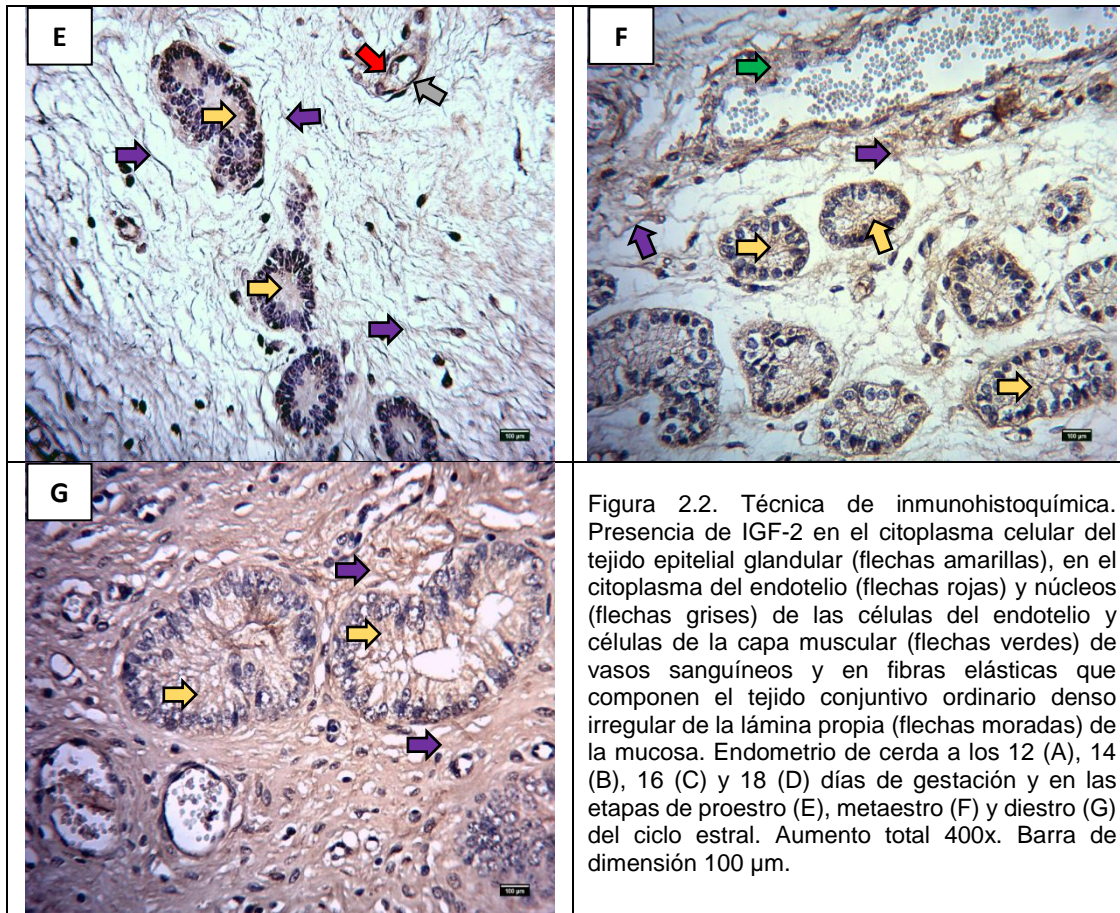 E
F
100 µm
100 µm
G
100 µm
Figura 2.2. Técnica de inmunohistoquímica.
Presencia de IGF-2 en el citoplasma celular del
tejido epitelial glandular (flechas amarillas), en el
citoplasma del endotelio (flechas rojas) y núcleos
(flechas grises) de las células del endotelio y
células de la capa muscular (flechas verdes) de
vasos sanguíneos y en fibras elásticas que
componen el tejido conjuntivo ordinario denso
irregular de la lámina propia (flechas moradas) de
la mucosa. Endometrio de cerda a los 12 (A), 14
(B), 16 (C) y 18 (D) días de gestación y en las
etapas de proestro (E), metaestro (F) y diestro (G)
del ciclo estral. Aumento total 400x. Barra de
dimensión 100 µm.